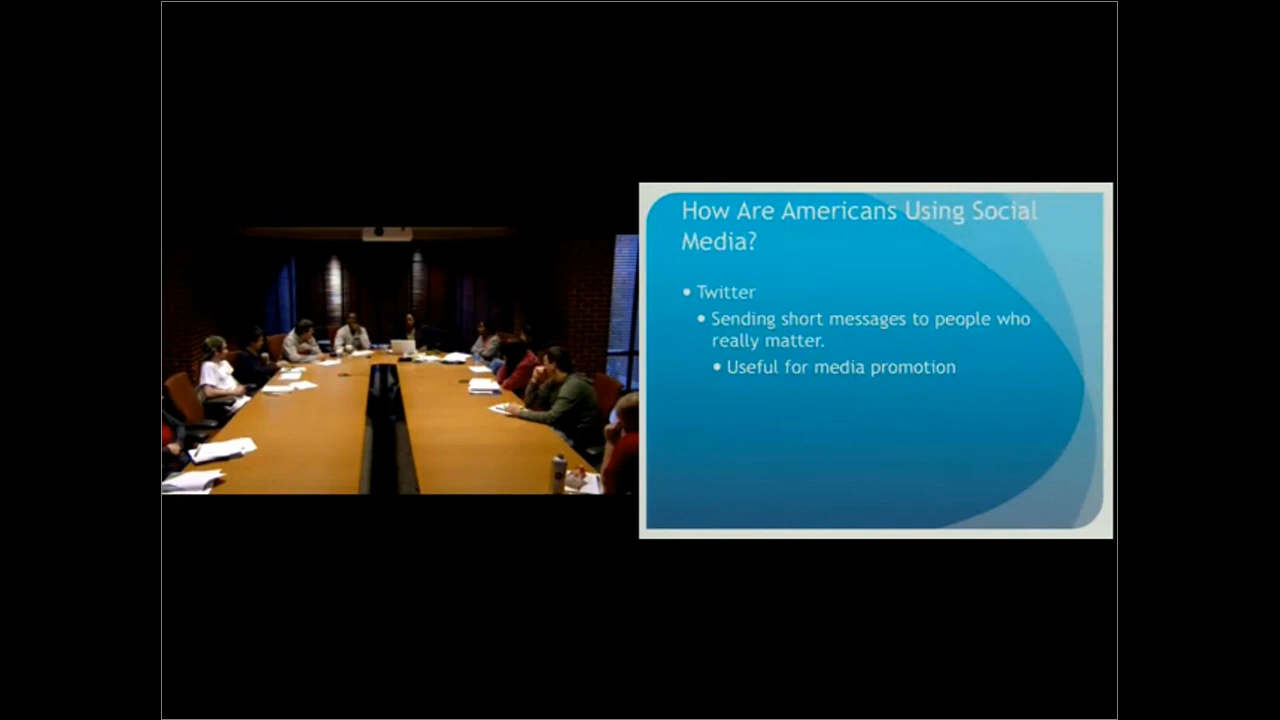 How Are Americans Using Social
Media?
• Twitter
• Sending short messages to people who
really matter.
• Useful for media promotion